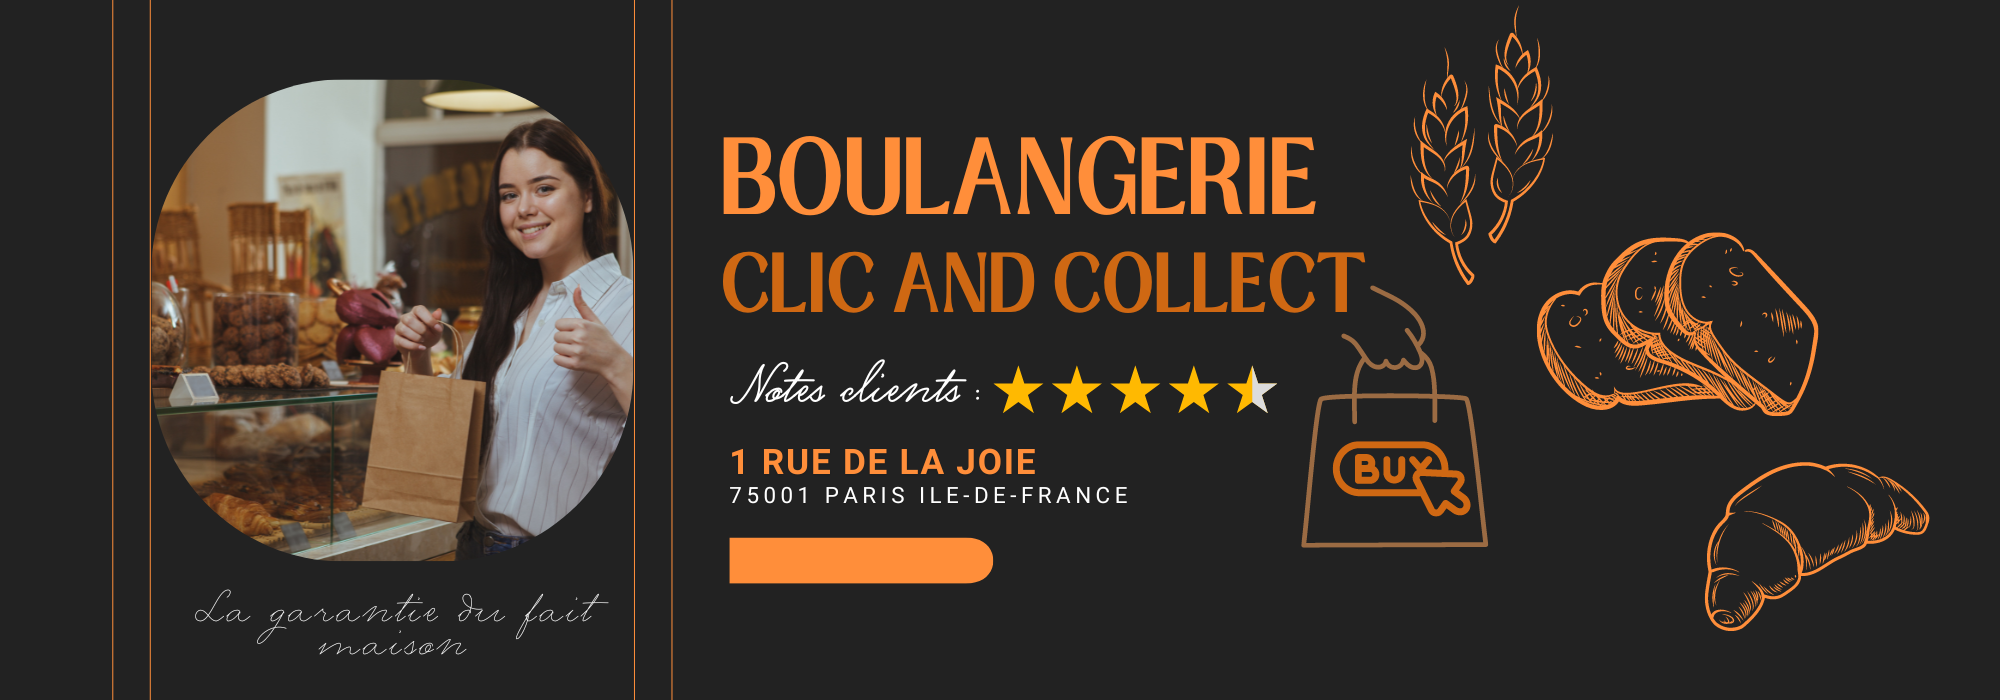 BOULANGERIE
CLIC AND COLLECT
Notes clients :
1 RUE DE LA JOIE
75001 PARIS ILE-DE-FRANCE
BUY
La garantie du fait
maison